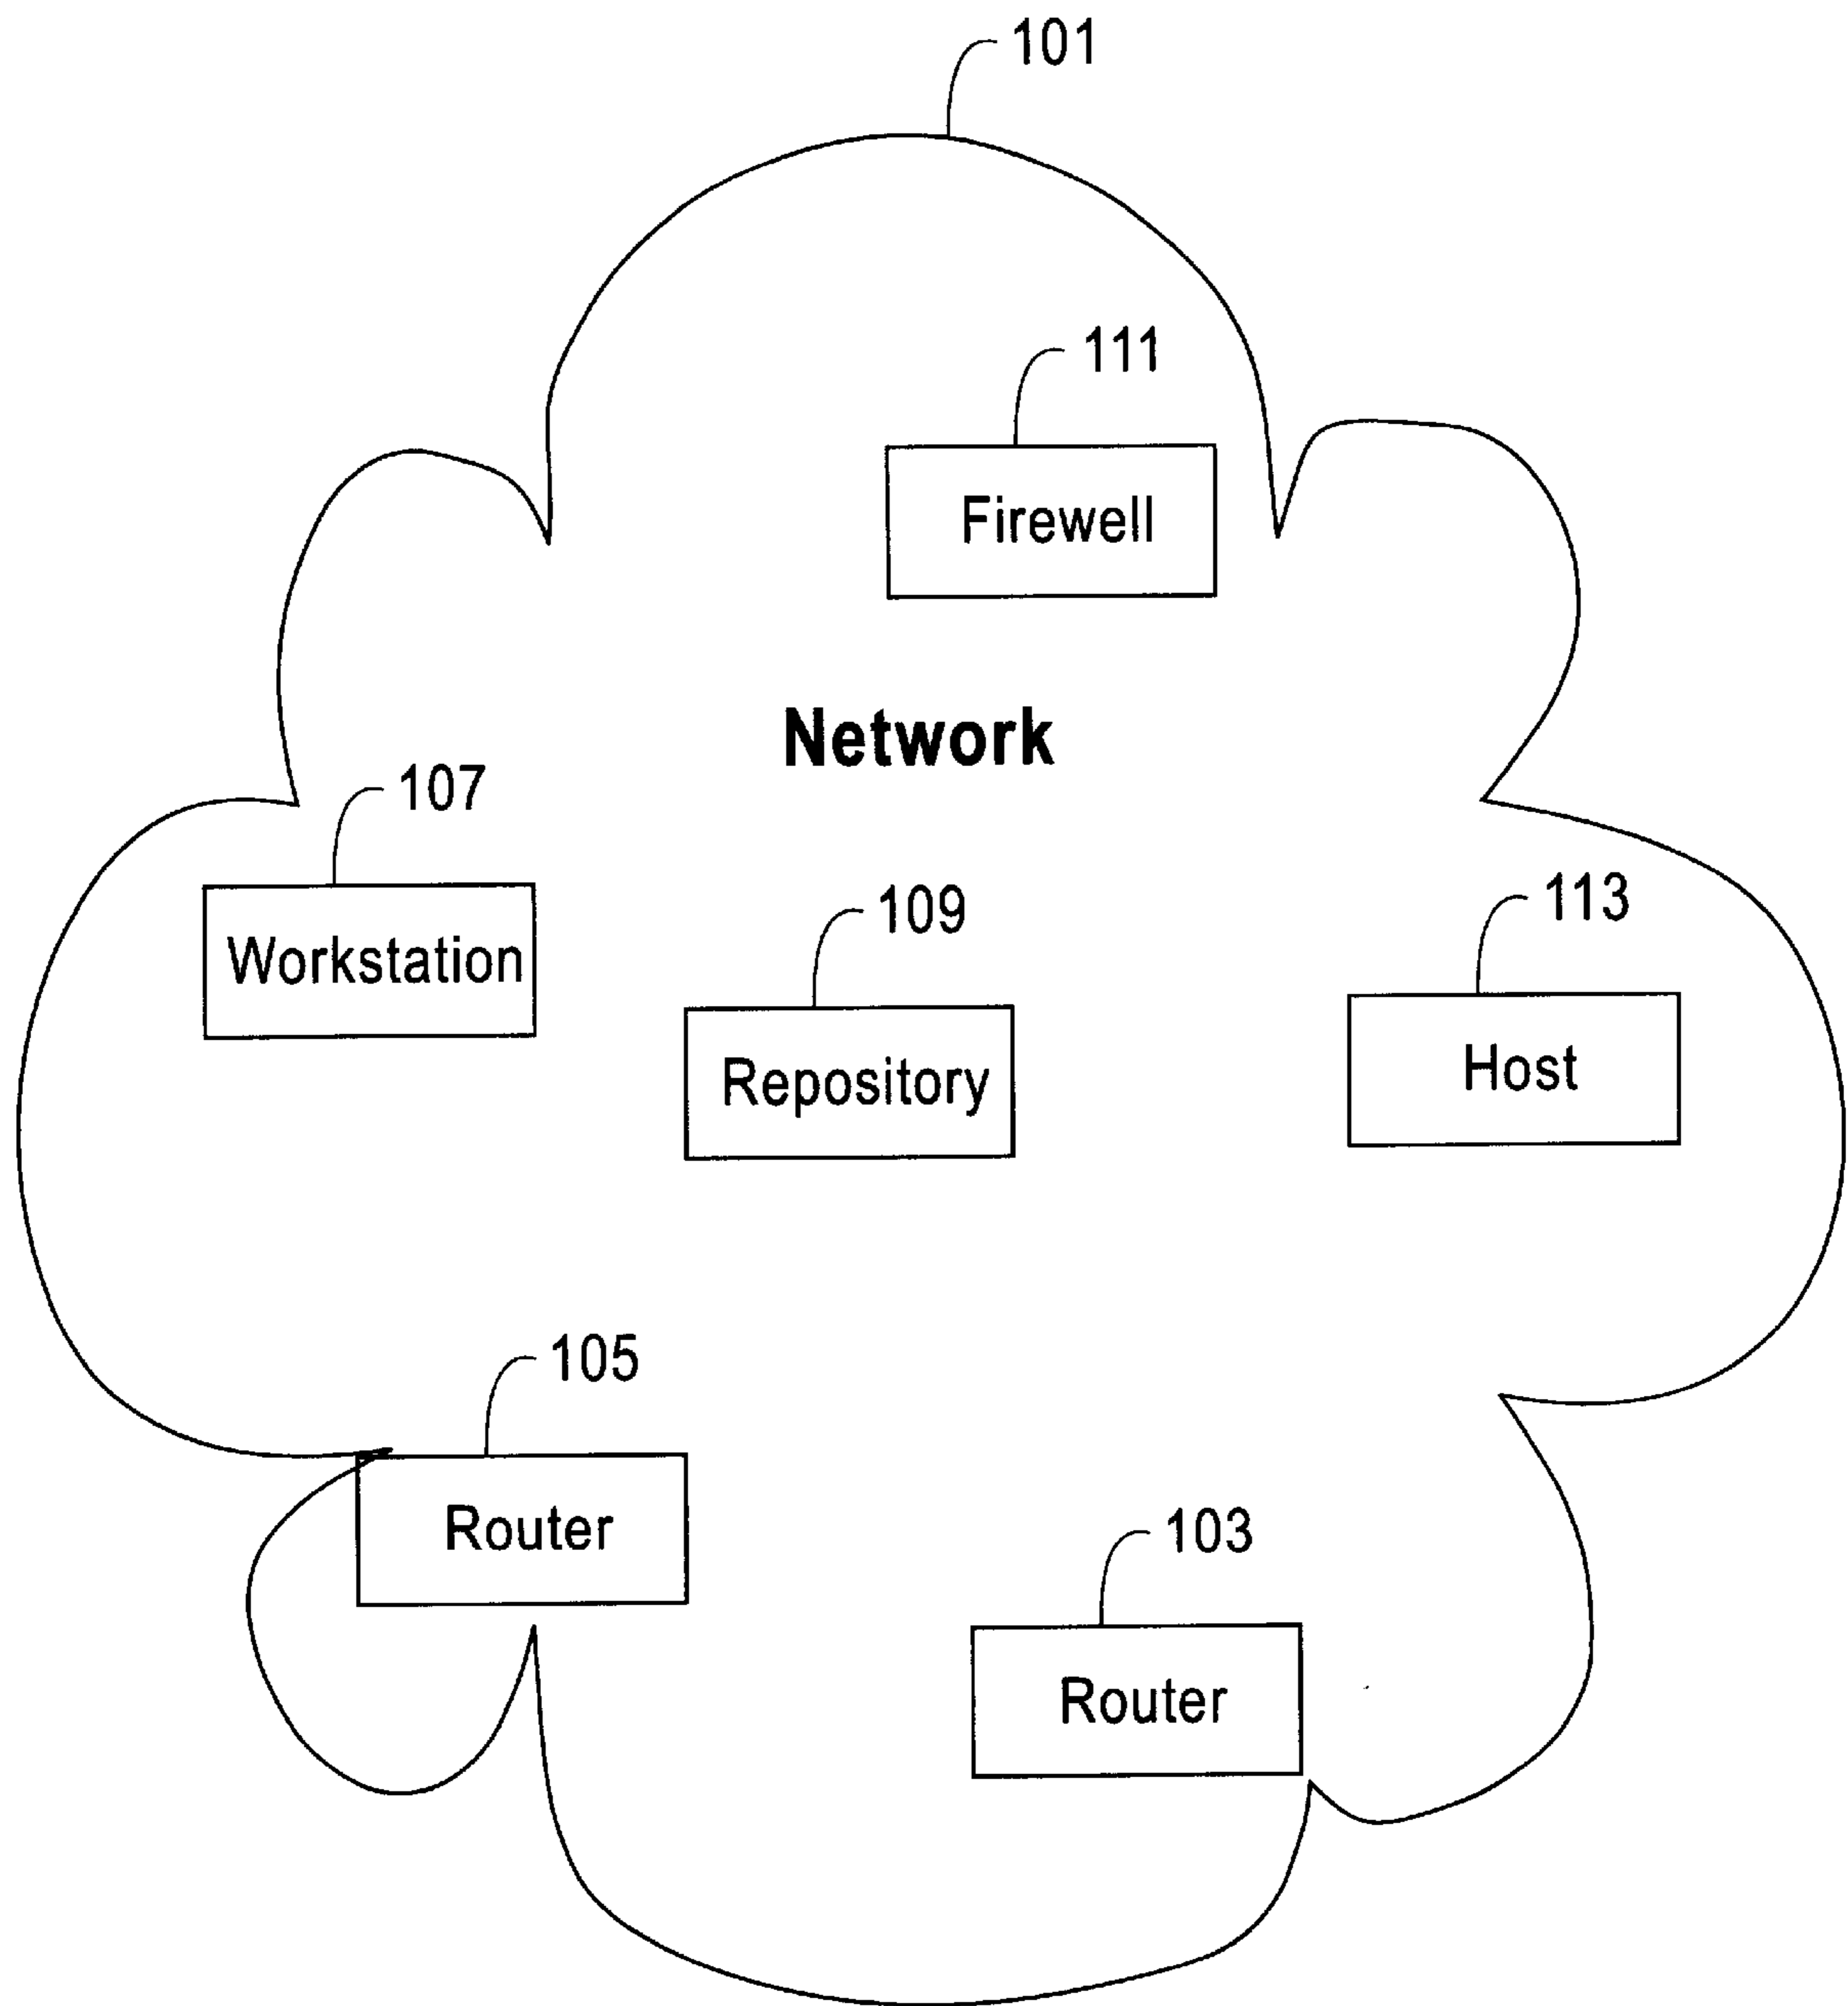 101
111
Firewell
Network
107
Workstation
109
Repository
113
Host
105
Router
103
Router